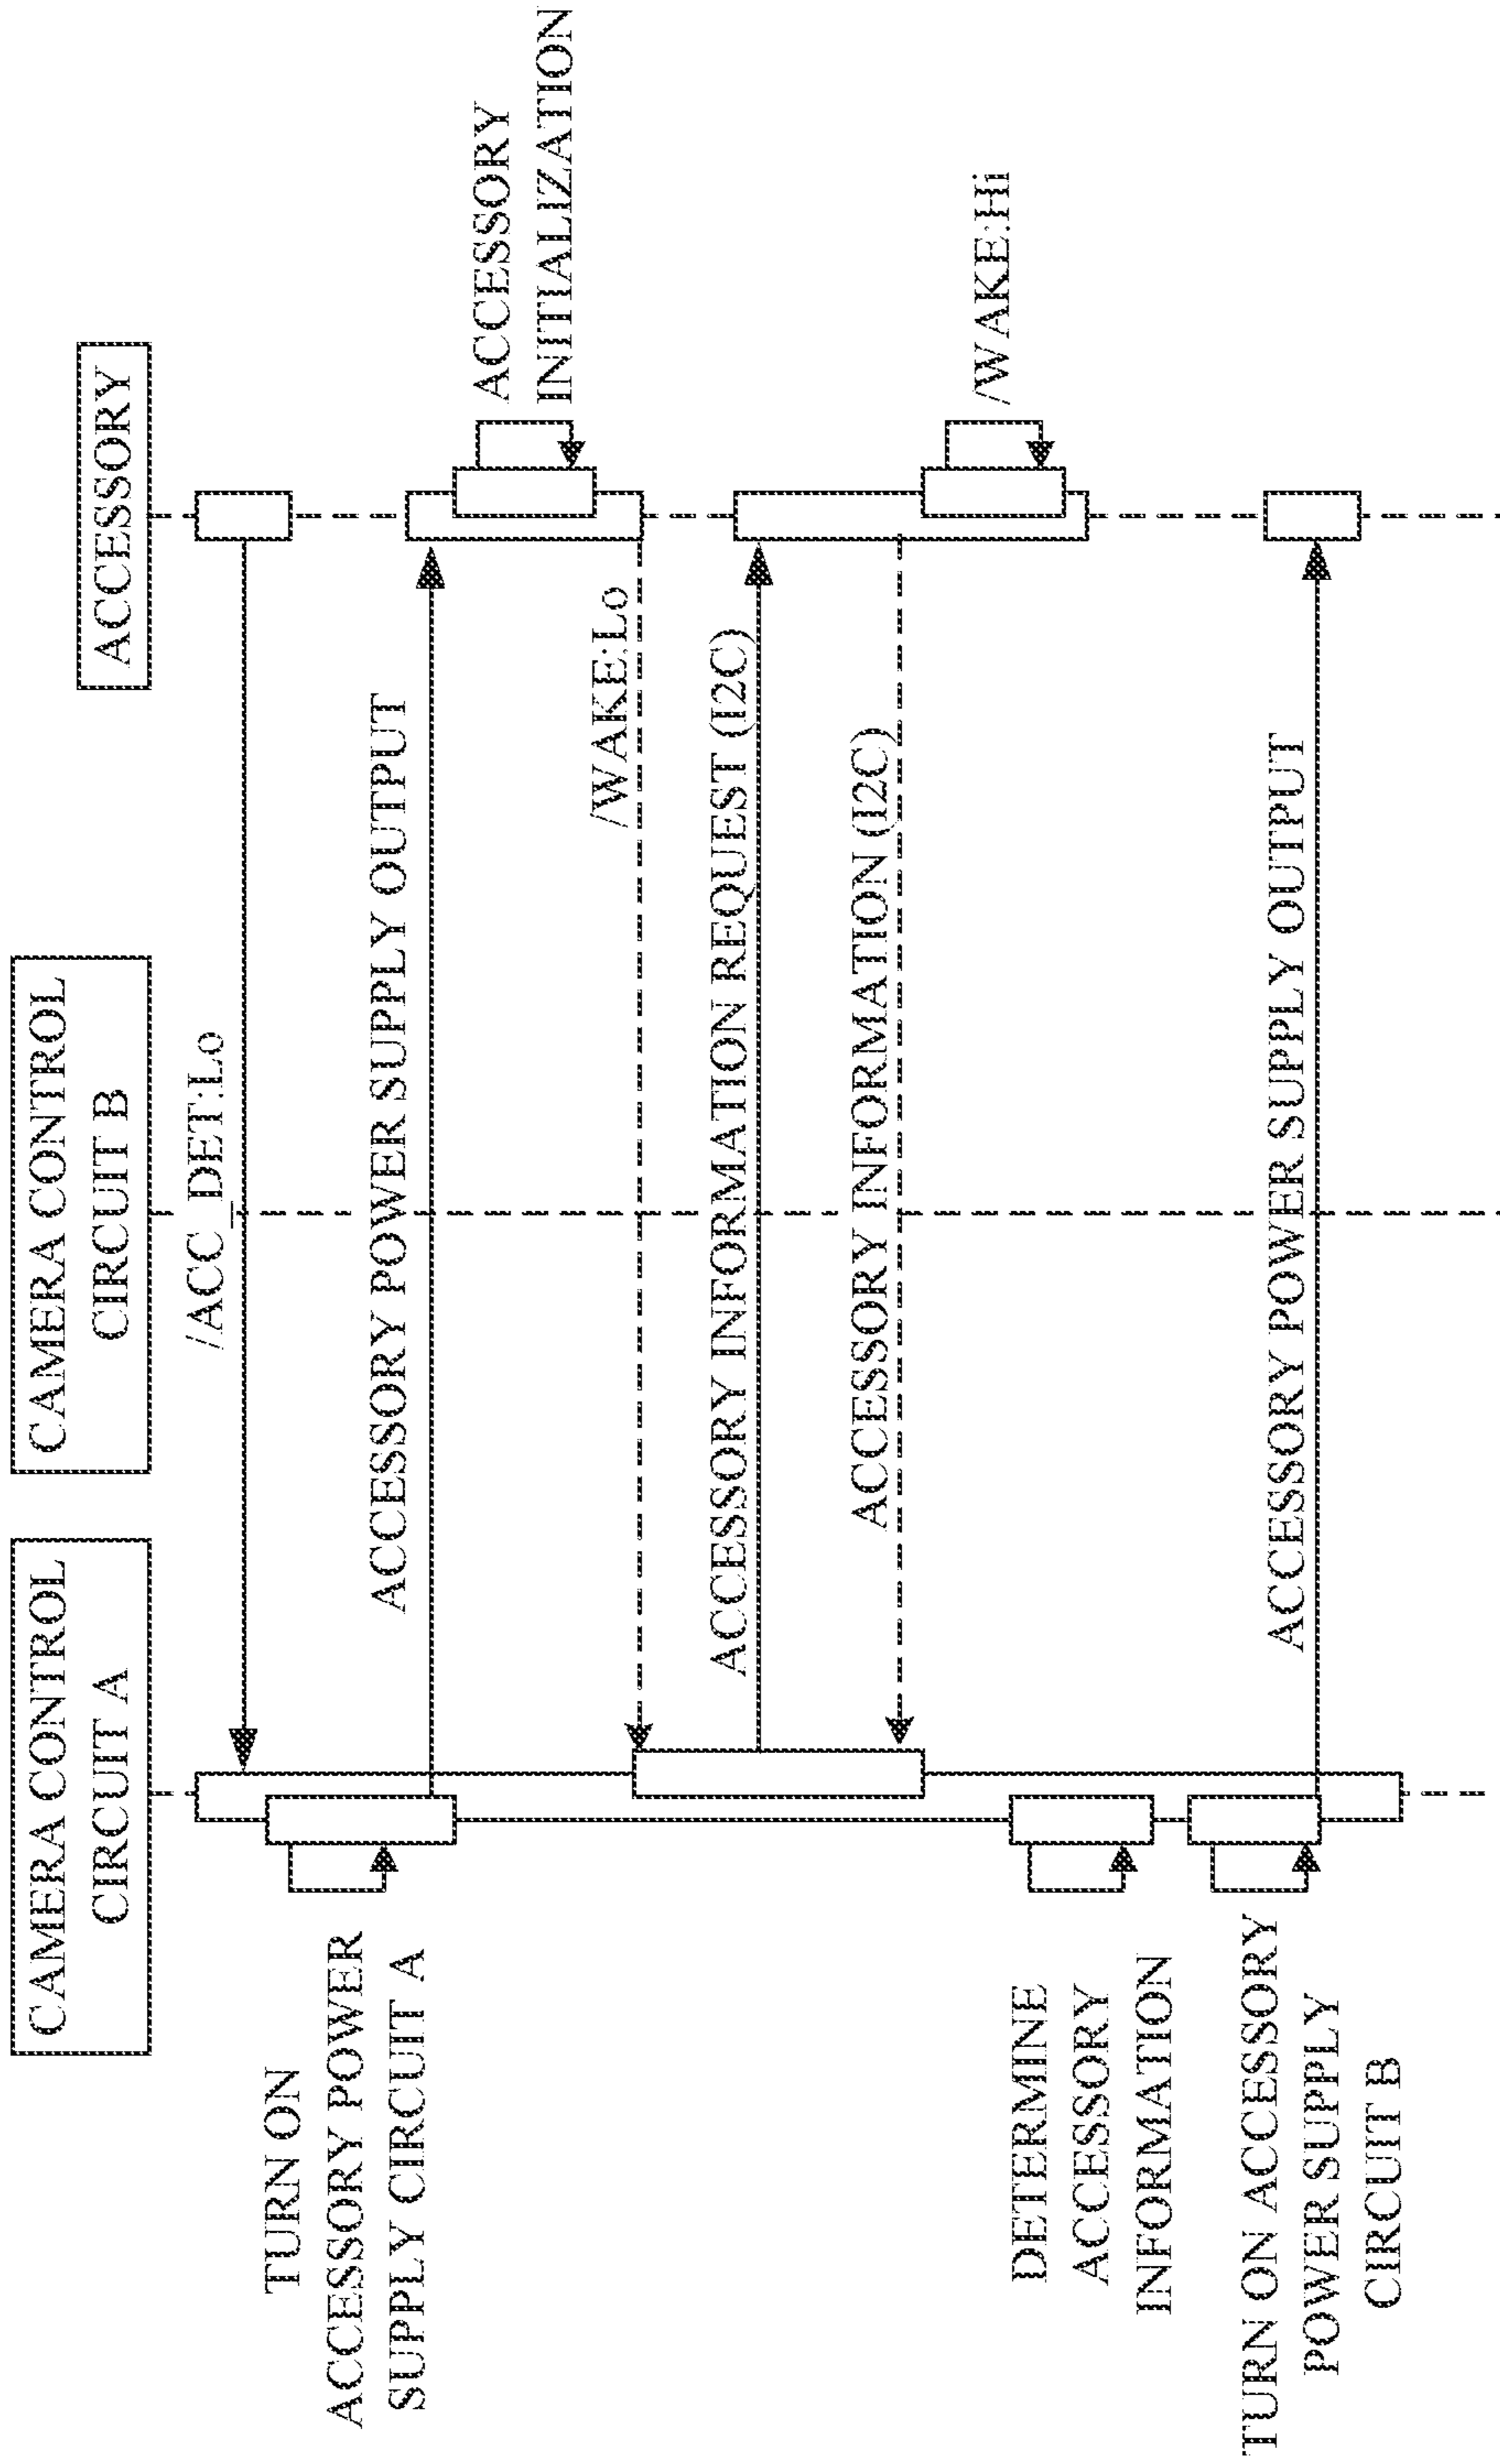 CAMERA CONTROL
CIRCUIT A
CAMERA CONTROL
CIRCUIT B
ACCESSORY
/ACC_DET:Lo
TURN ON
ACCESSORY POWER
SUPPLY CIRCUIT A
ACCESSORY POWER SUPPLY OUTPUT
ACCESSORY
INITIALIZATION
/WAKE:Lo
ACCESSORY INFORMATION REQUEST (I2C)
ACCESSORY INFORMATION (I2C)
/WAKE:Hi
DETERMINE
ACCESSORY
INFORMATION
TURN ON ACCESSORY
POWER SUPPLY
CIRCUIT B
ACCESSORY POWER SUPPLY OUTPUT